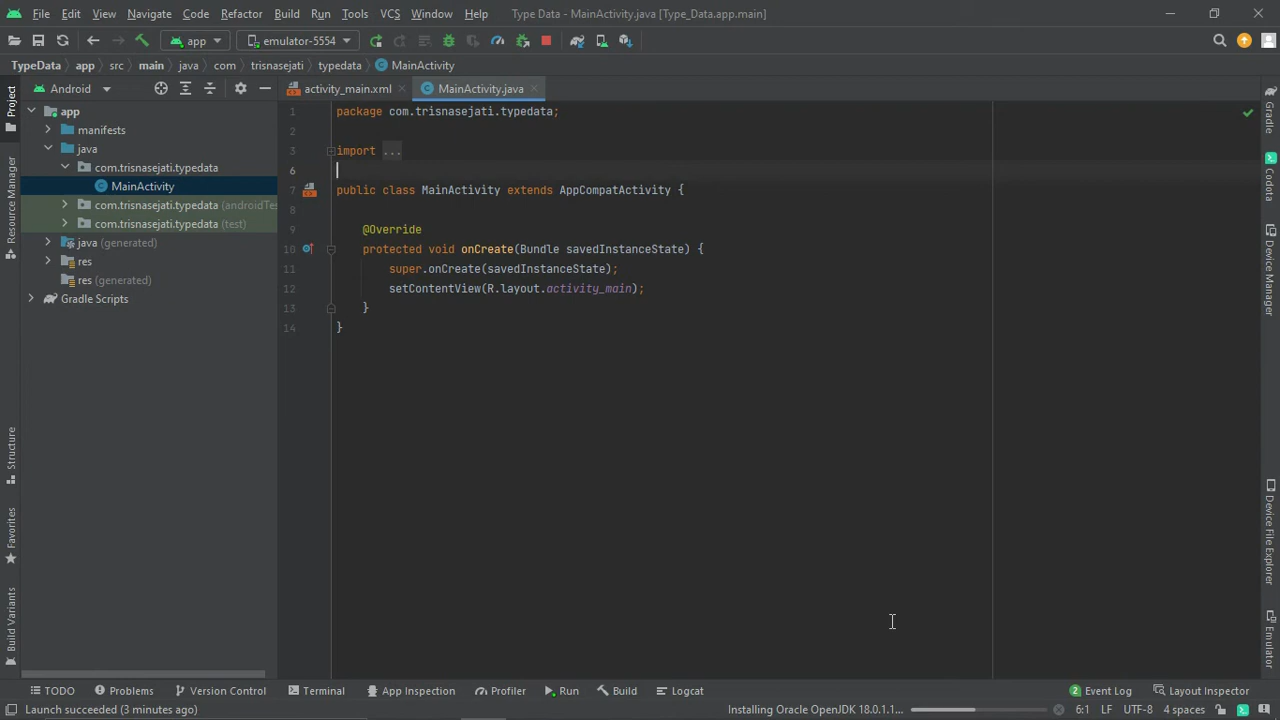 File Edit View Navigate Code Refactor Build Run Tools VCS Window Help Type Data - MainActivity.java [Type_Data.app.main]
app emulator-5554
TypeData app src main java com trisnasejati typedata MainActivity
Android activity_main.xml MainActivity.java
Project
Resource Manager
Structure
Favorites
Build Variants
app
manifests
java
com.trisnasejati.typedata
MainActivity
com.trisnasejati.typedata (androidTes
com.trisnasejati.typedata (test)
java (generated)
res
res (generated)
Gradle Scripts
1 package com.trisnasejati.typedata;
2
3 import ...
6
7 public class MainActivity extends AppCompatActivity {
8
9 @Override
10 protected void onCreate(Bundle savedInstanceState) {
11 super.onCreate(savedInstanceState);
12 setContentView(R.layout.activity_main);
13 }
14 }
Gradle
Codota
Device Manager
Device File Explorer
Emulator
TODO Problems Version Control Terminal App Inspection Profiler Run Build Logcat 2 Event Log Layout Inspector
Launch succeeded (3 minutes ago) Installing Oracle OpenJDK 18.0.1.1... 6:1 LF UTF-8 4 spaces